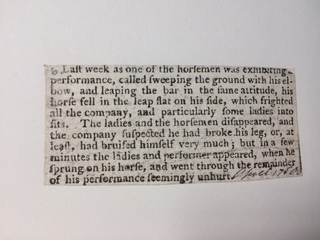 6 Last week as one of the horsemen was exhibiting a
performance, called sweeping the ground with his el-
bow, and leaping the bar in the same attitude, his
horse fell in the leap flat on his side, which frighted
all the company, and particularly some ladies into
fits. The ladies and the horsemen disappeared, and
the company suspected he had broke his leg, or, at
least, had bruised himself very much; but in a few
minutes the ladies and performer appeared, when he
sprung on his horse, and went through the remainder
of his performance seemingly unhurt. April